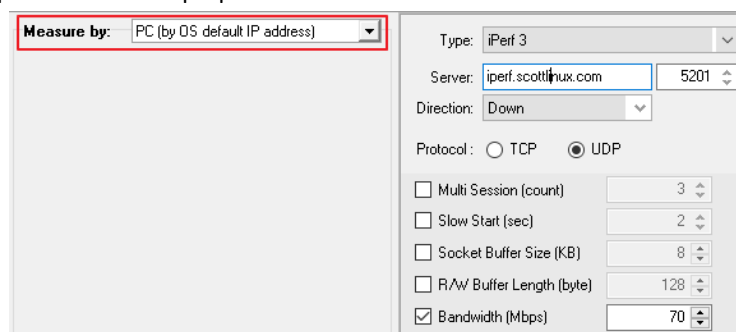 Measure by: PC (by OS default IP address)
Type: iPerf 3
Server: iperf.scottlinux.com 5201
Direction: Down
Protocol : TCP UDP
Multi Session (count) 3
Slow Start (sec) 2
Socket Buffer Size (KB) 8
R/W Buffer Length (byte) 128
Bandwidth (Mbps) 70